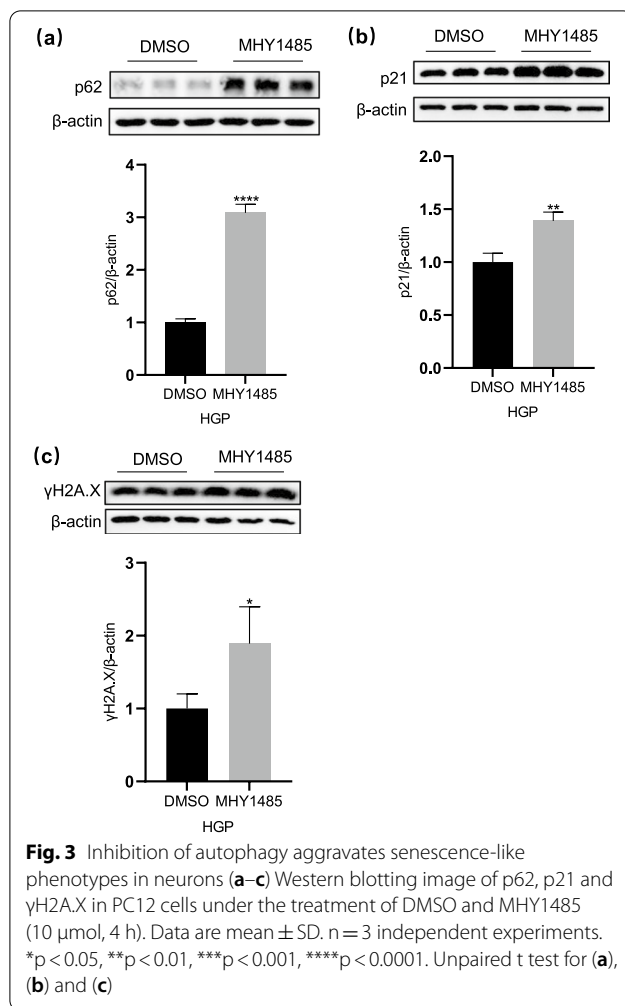 (a)
DMSO MHY1485
p62
β-actin
p62/β-actin
4
3
2
1
0
****
DMSO MHY1485
HGP
(b)
DMSO MHY1485
p21
β-actin
p21/β-actin
2.0
1.5
1.0
0.5
0.0
**
DMSO MHY1485
HGP
(c)
DMSO MHY1485
γH2A.X
β-actin
γH2A.X/β-actin
3
2
1
0
*
DMSO MHY1485
HGP
Fig. 3 Inhibition of autophagy aggravates senescence-like
phenotypes in neurons (a–c) Western blotting image of p62, p21 and
γH2A.X in PC12 cells under the treatment of DMSO and MHY1485
(10 μmol, 4 h). Data are mean ± SD. n = 3 independent experiments.
*p < 0.05, **p < 0.01, ***p < 0.001, ****p < 0.0001. Unpaired t test for (a),
(b) and (c)